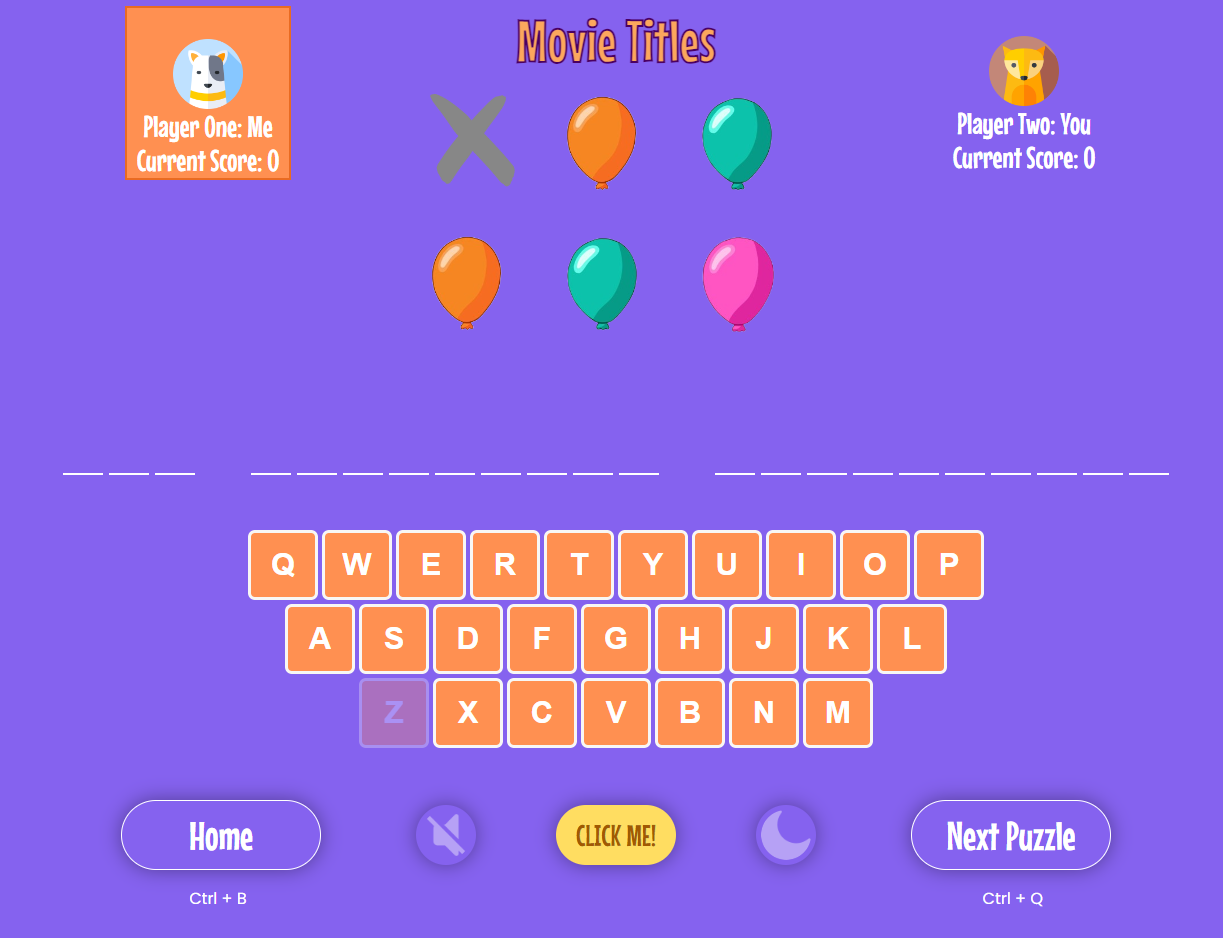 Movie Titles
Player One: Me
Current Score: 0
Player Two: You
Current Score: 0
Q W E R T Y U I O P
A S D F G H J K L
Z X C V B N M
Home
CLICK ME!
Next Puzzle
Ctrl + B
Ctrl + Q